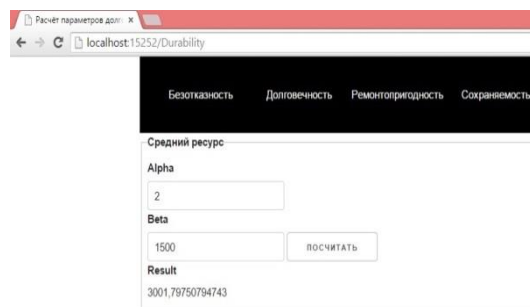 Расчёт параметров долг
localhost:15252/Durability
Безотказность Долговечность Ремонтопригодность Сохраняемость
Средний ресурс
Alpha
2
Beta
1500 ПОСЧИТАТЬ
Result
3001,79750794743